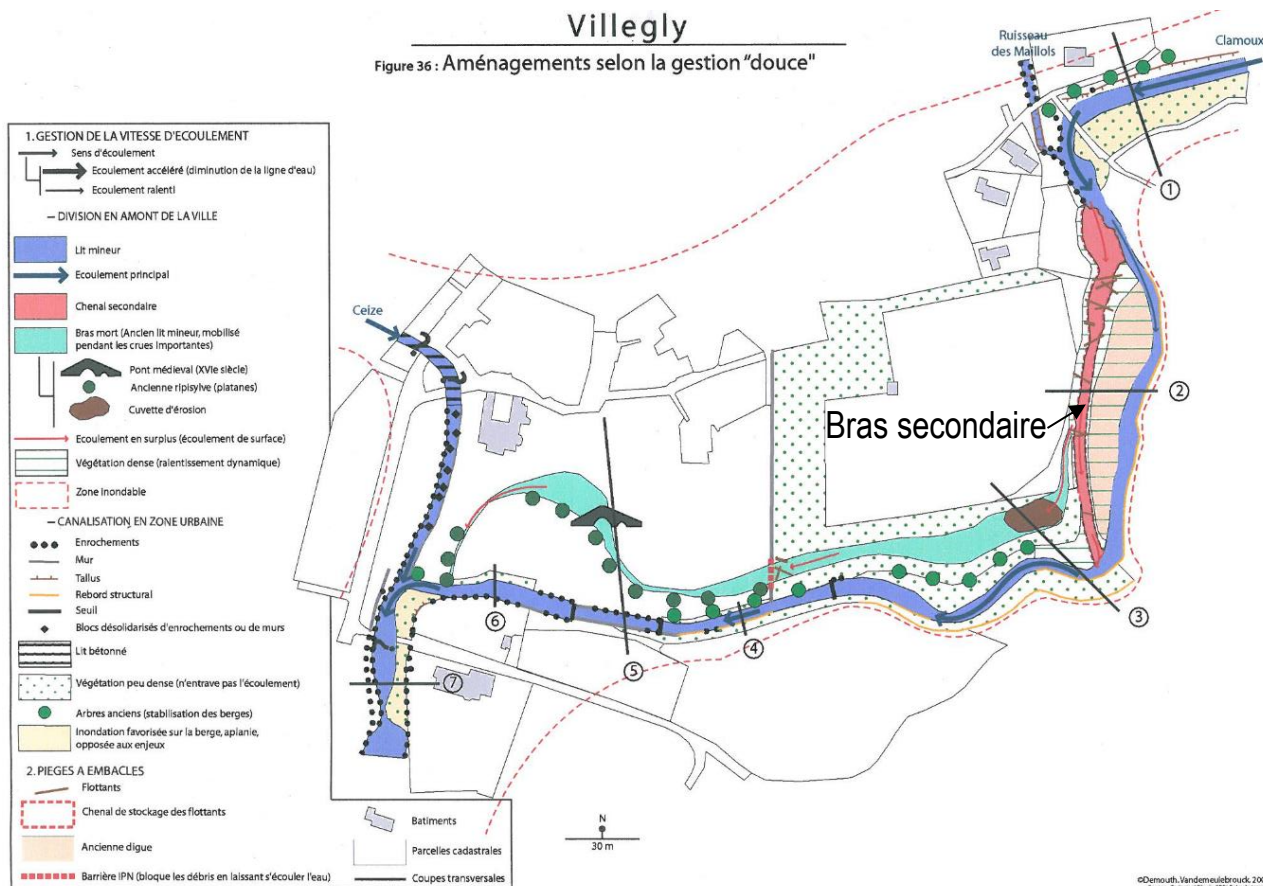 Villegly
Figure 36 : Aménagements selon la gestion "douce"
Ruisseau
des Maillols
Clamoux
1. GESTION DE LA VITESSE D'ECOULEMENT
Sens d'écoulement
Ecoulement accéléré (diminution de la ligne d'eau)
Ecoulement ralenti
— DIVISION EN AMONT DE LA VILLE
Lit mineur
Ecoulement principal
Chenal secondaire
Bras mort (Ancien lit mineur, mobilisé
pendant les crues importantes)
Pont médieval (XVIe siècle)
Ancienne ripisylve (platanes)
Cuvette d'érosion
Ecoulement en surplus (écoulement de surface)
Végétation dense (ralentissement dynamique)
Zone inondable
— CANALISATION EN ZONE URBAINE
Enrochements
Mur
Tallus
Rebord structural
Seuil
Blocs désolidarisés d'enrochements ou de murs
Lit bétonné
Végétation peu dense (n'entrave pas l'écoulement)
Arbres anciens (stabilisation des berges)
Inondation favorisée sur la berge, aplanie,
opposée aux enjeux
2. PIEGES A EMBACLES
Flottants
Chenal de stockage des flottants
Ancienne digue
Barrière IPN (bloque les débris en laissant s'écouler l'eau)
Batiments
Parcelles cadastrales
Coupes transversales
Ceize
Bras secondaire
1
2
3
4
5
6
7
N
30 m
©Demouth, Vandemeulebrouck, 200